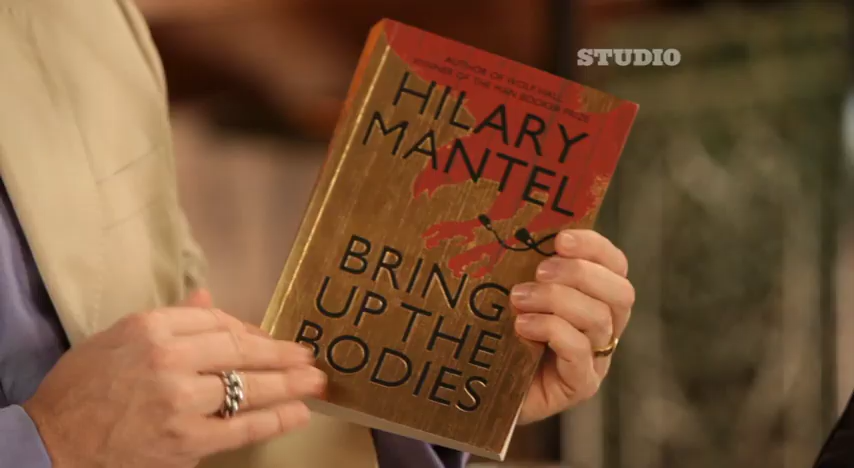 STUDIO
AUTHOR OF WOLF HALL
WINNER OF THE MAN BOOKER PRIZE
HILARY
MANTEL
BRING
UP THE
BODIES